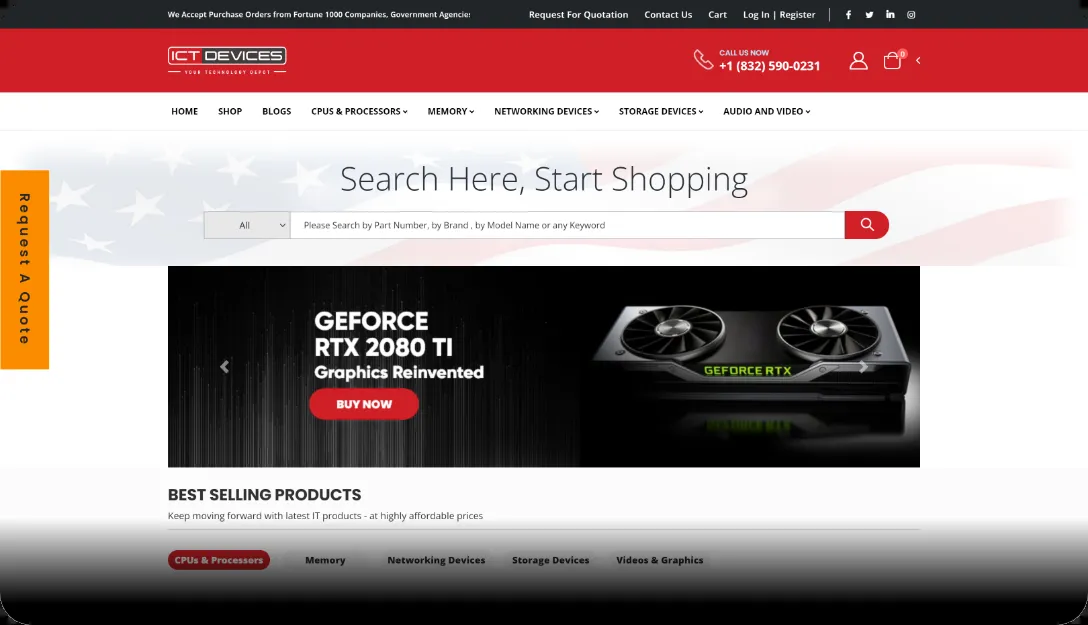 We Accept Purchase Orders from Fortune 1000 Companies, Government Agencie
Request For Quotation Contact Us Cart Log In | Register
ICT DEVICES
YOUR TECHNOLOGY DEPOT
CALL US NOW
+1 (832) 590-0231
0
HOME SHOP BLOGS CPUS & PROCESSORS MEMORY NETWORKING DEVICES STORAGE DEVICES AUDIO AND VIDEO
Request A Quote
Search Here, Start Shopping
All Please Search by Part Number, by Brand , by Model Name or any Keyword
GEFORCE
RTX 2080 TI
Graphics Reinvented
BUY NOW
GEFORCE RTX
BEST SELLING PRODUCTS
Keep moving forward with latest IT products - at highly affordable prices
CPUs & Processors Memory Networking Devices Storage Devices Videos & Graphics